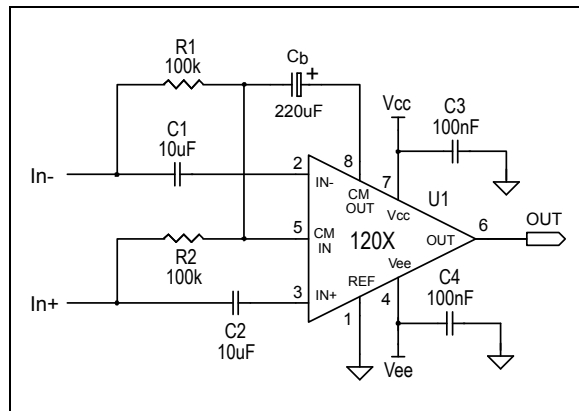 R1
100k
Cb
+
220uF
Vcc
C3
100nF
C1
10uF
In-
2
IN-
8
CM
OUT
7
Vcc
U1
5
CM
IN
120X
OUT
6
OUT
R2
100k
Vee
C4
100nF
In+
3
IN+
REF
4
1
C2
10uF
Vee